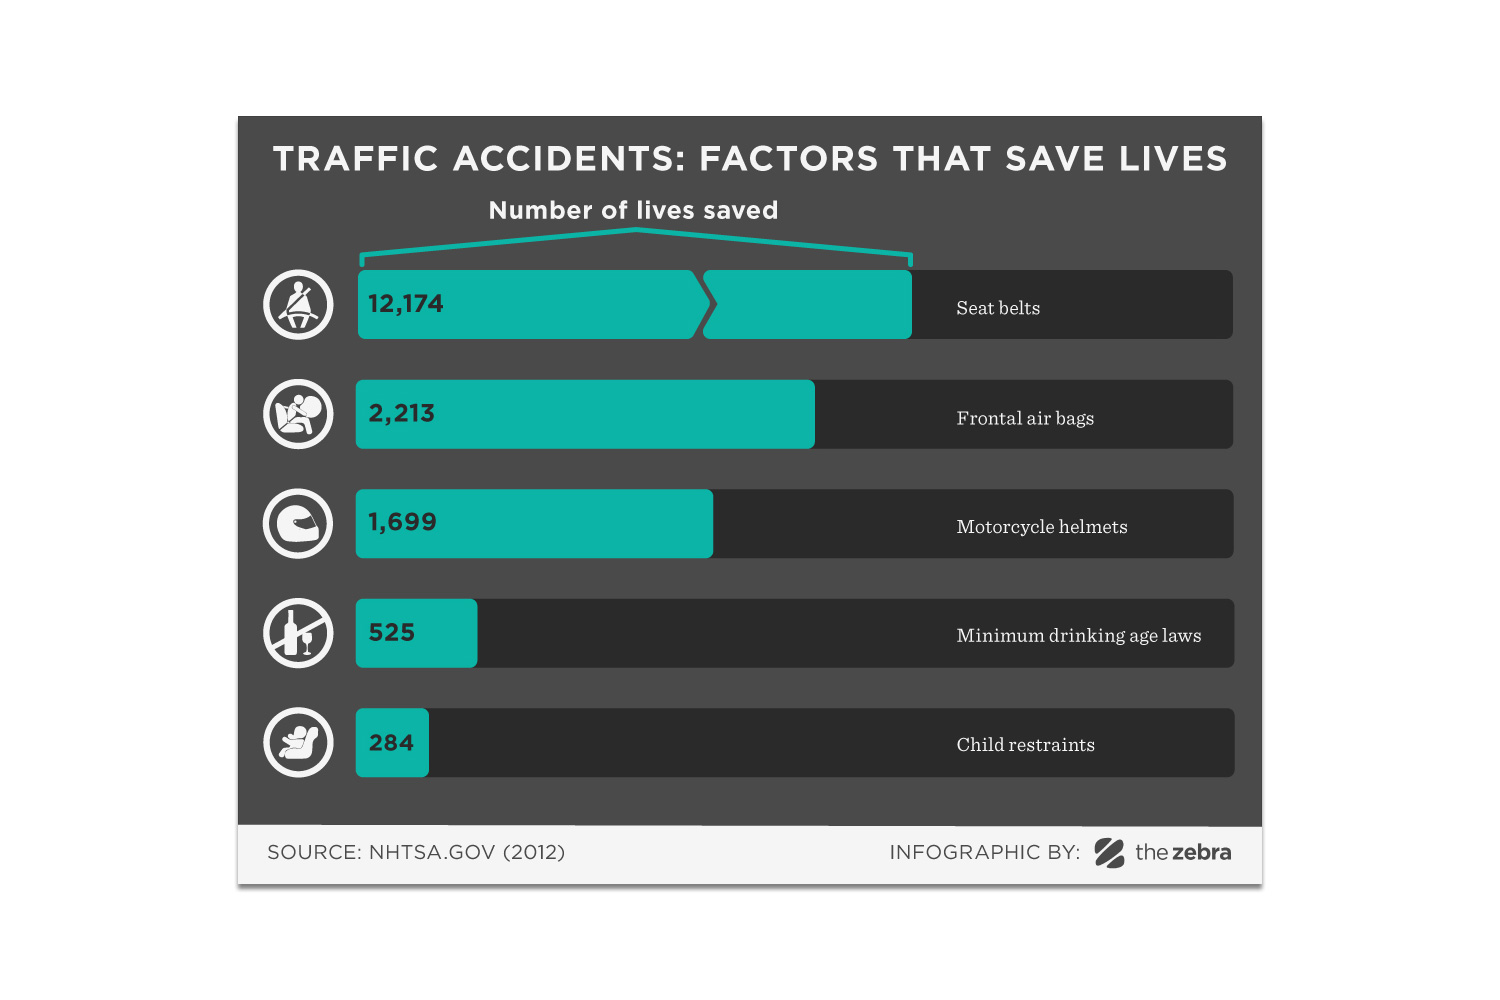 TRAFFIC ACCIDENTS: FACTORS THAT SAVE LIVES
Number of lives saved
12,174 Seat belts
2,213 Frontal air bags
1,699 Motorcycle helmets
525 Minimum drinking age laws
284 Child restraints
SOURCE: NHTSA.GOV (2012) INFOGRAPHIC BY: the zebra